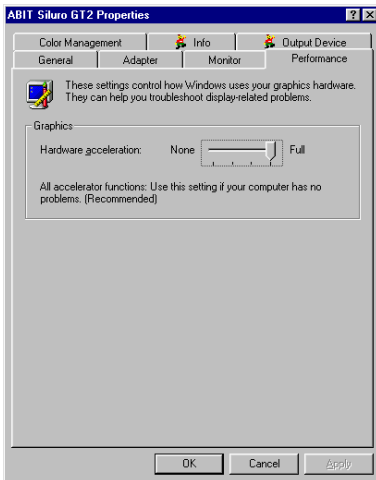 ABIT Siluro GT2 Properties
Color Management Info Output Device
General Adapter Monitor Performance
These settings control how Windows uses your graphics hardware.
They can help you troubleshoot display-related problems.
Graphics
Hardware acceleration: None Full
All accelerator functions: Use this setting if your computer has no
problems. (Recommended)
OK Cancel Apply